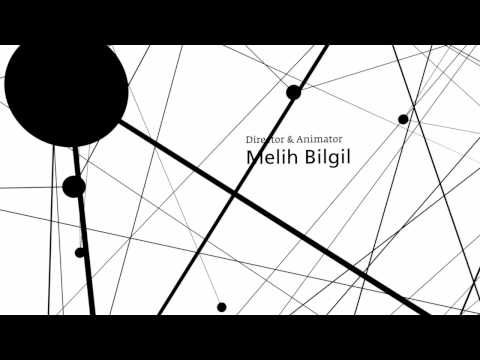 Director & Animator
Melih Bilgil